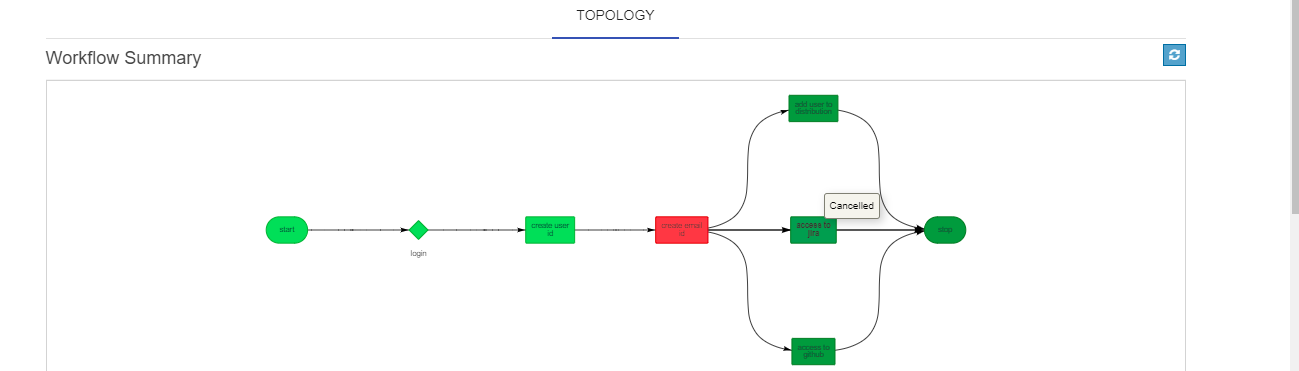 TOPOLOGY
Workflow Summary
add user to
distribution
Cancelled
start
create user
id
create email
id
access to
jira
stop
login
access to
github